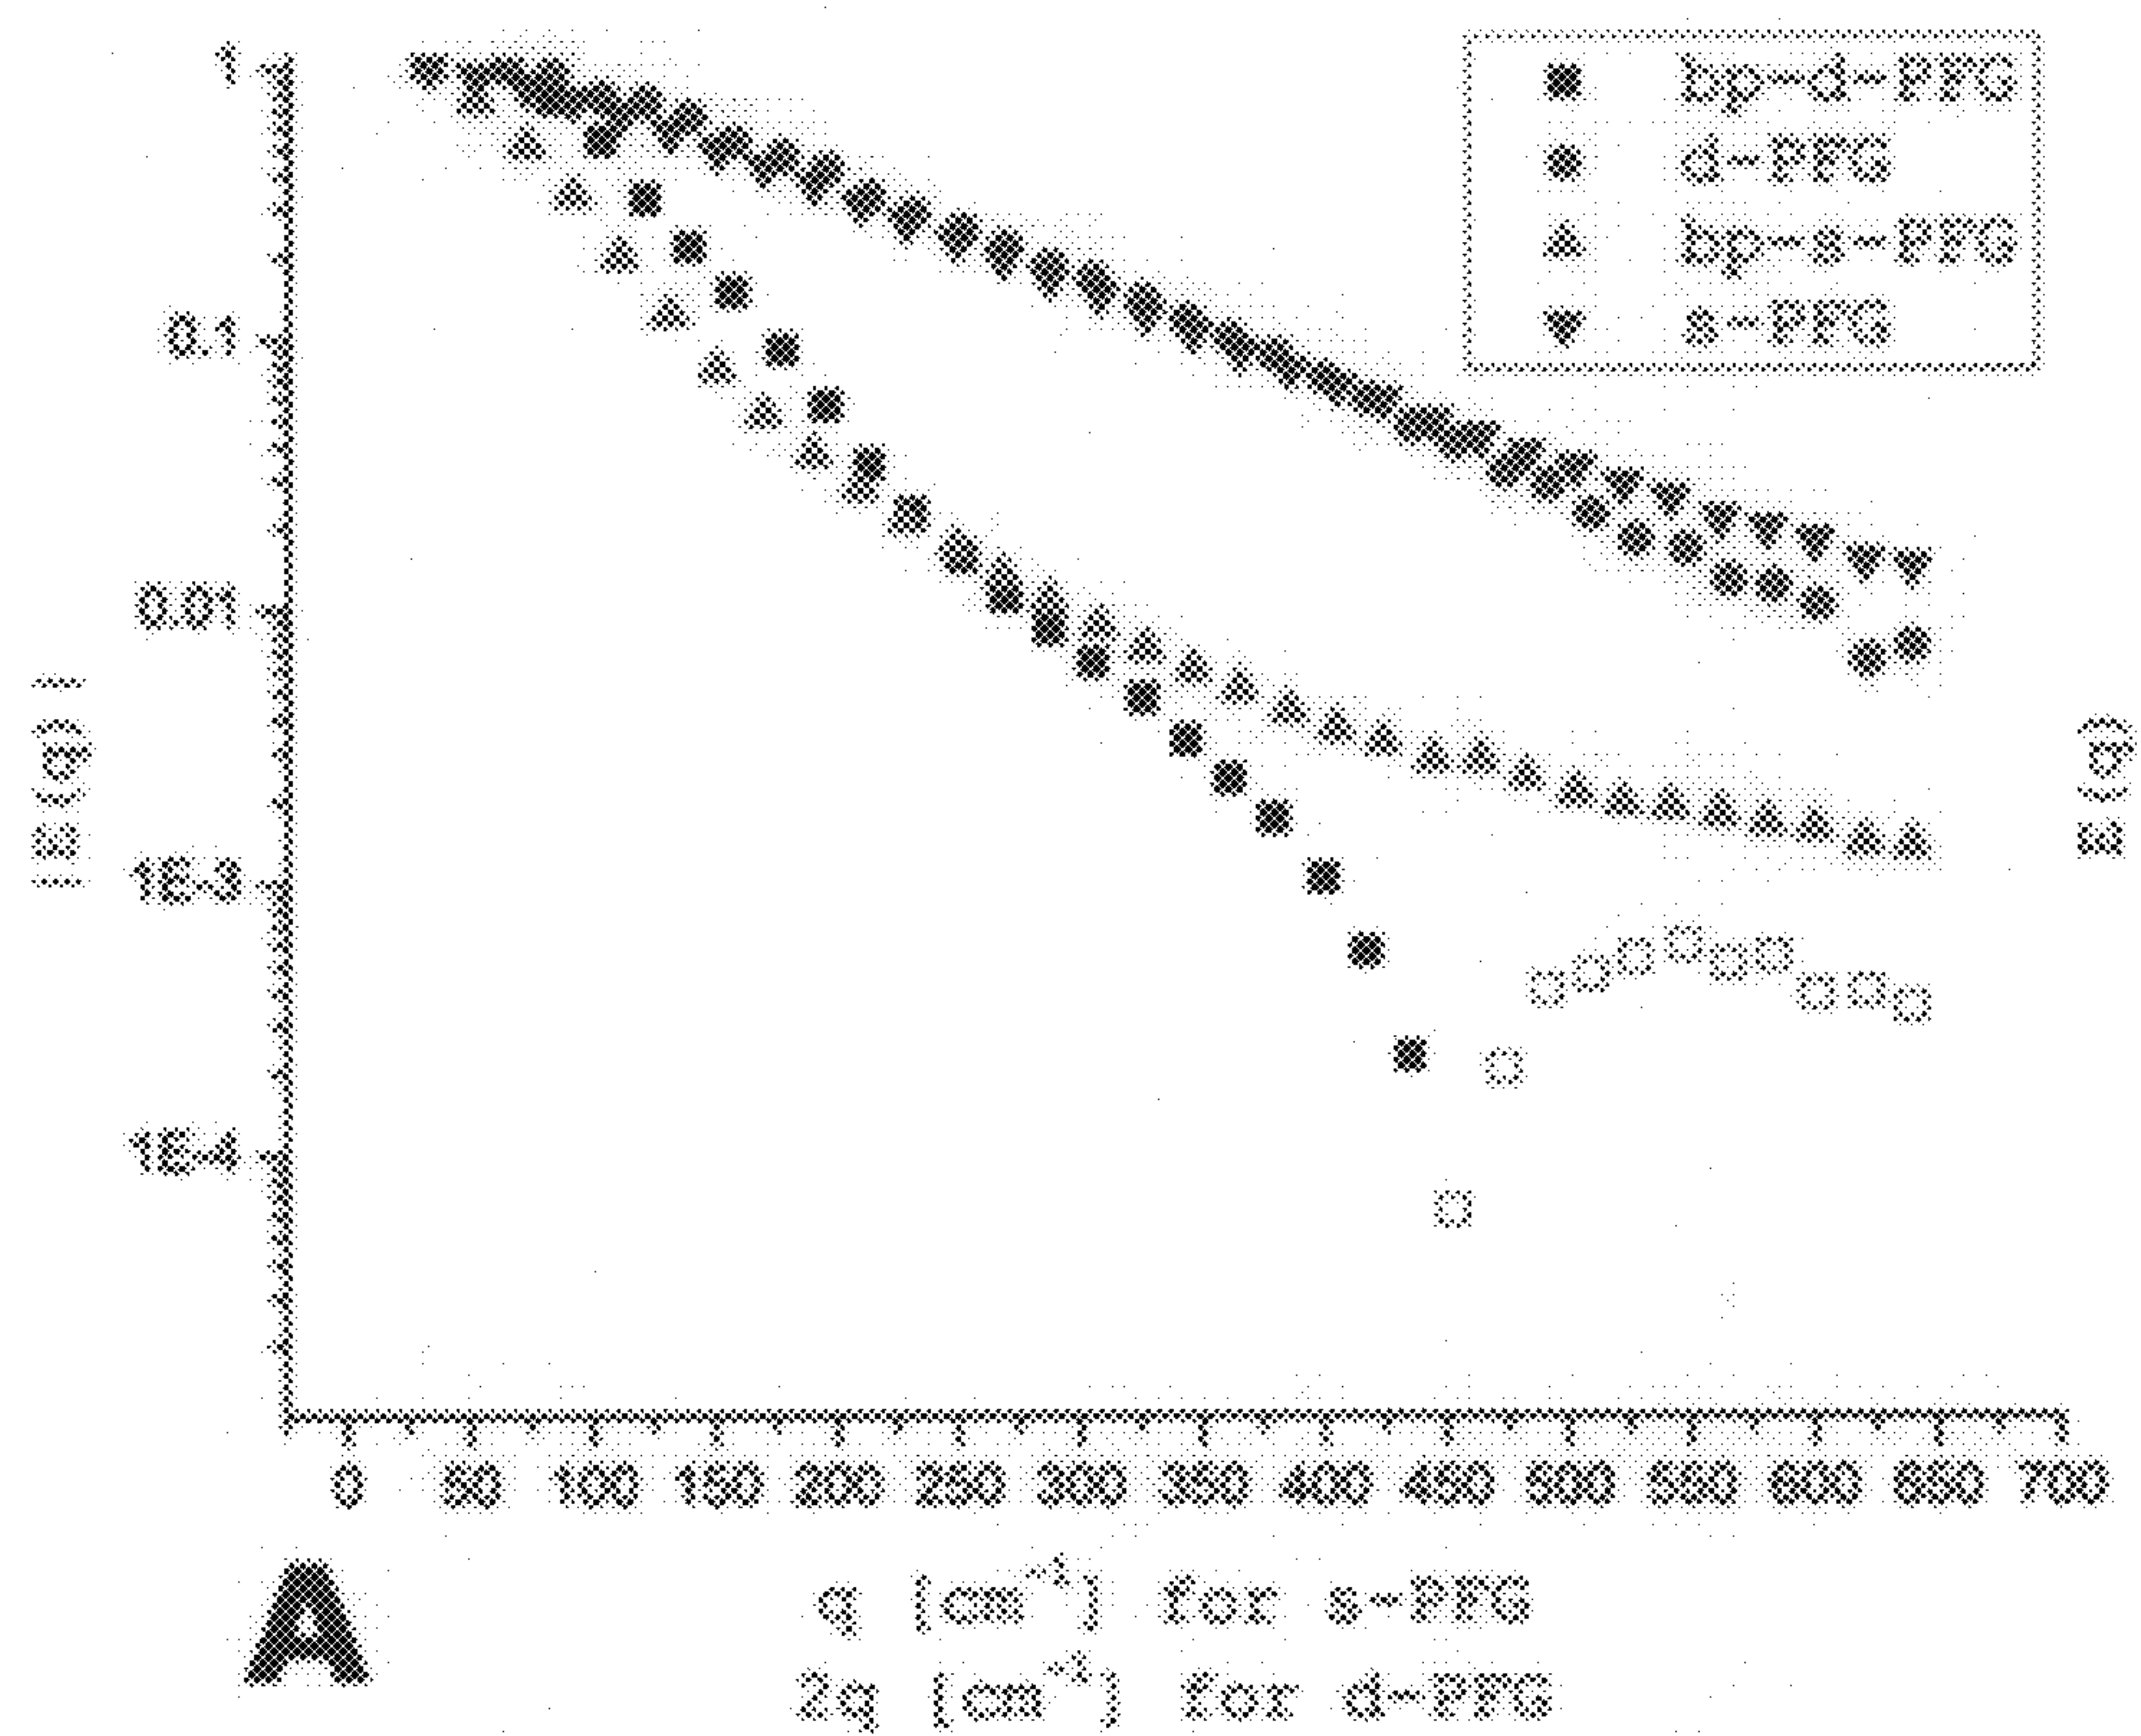 1
0.1
0.01
1E-3
1E-4
| E (q) |
E (q)
bp-d-PFG
d-PFG
bp-s-PFG
s-PFG
0 50 100 150 200 250 300 350 400 450 500 550 600 650 700
A
q [cm⁻¹] for s-PFG
2q [cm⁻¹] for d-PFG